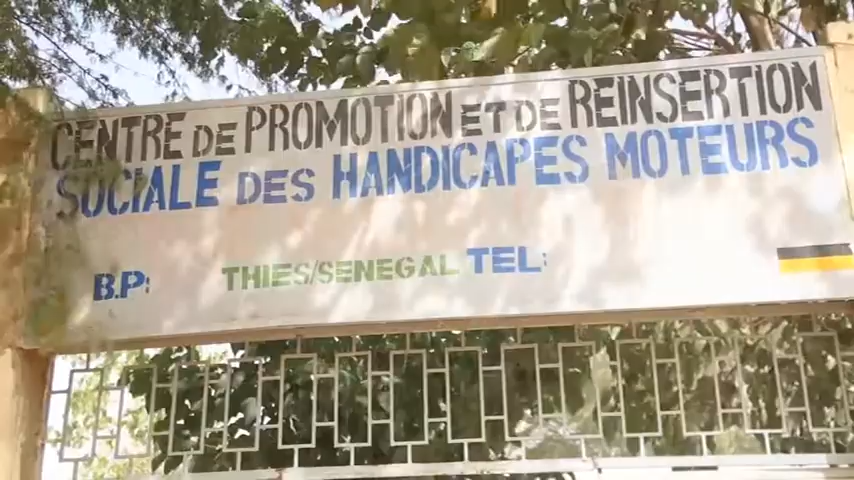 CENTRE DE PROMOTION ET DE REINSERTION
SOCIALE DES HANDICAPES MOTEURS
B.P: THIES/SENEGAL TEL: